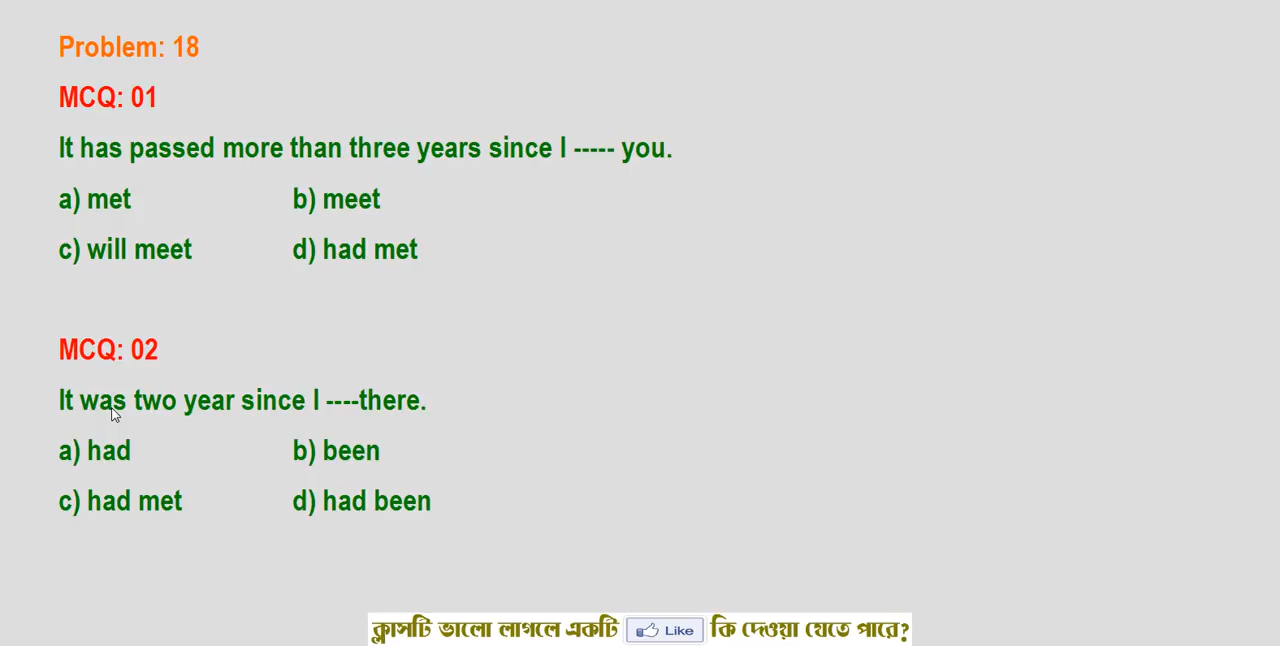 Problem: 18
MCQ: 01
It has passed more than three years since I ----- you.
a) met b) meet
c) will meet d) had met
MCQ: 02
It was two year since I ----there.
a) had b) been
c) had met d) had been
ক্লাসটি ভালো লাগলে একটি Like কি দেওয়া যেতে পারে?